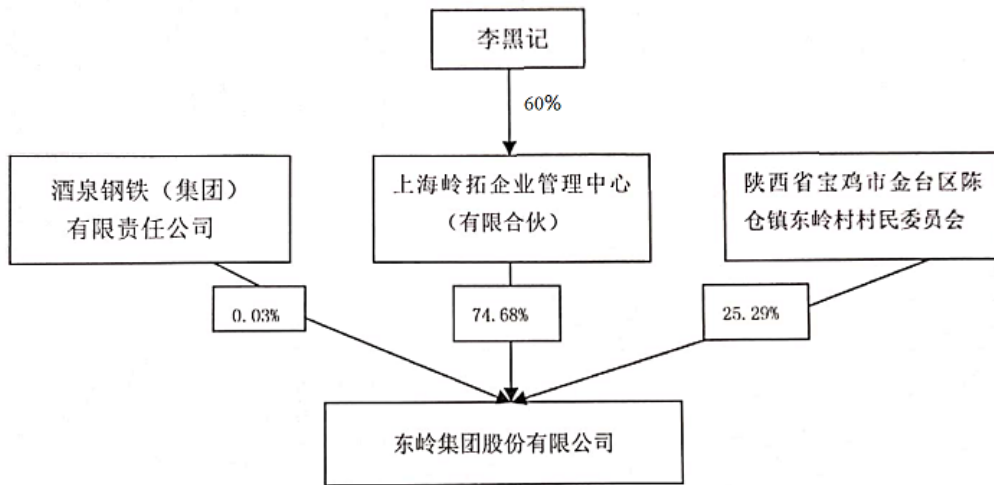 李黑记
60%
酒泉钢铁（集团）
有限责任公司
上海岭拓企业管理中心
（有限合伙）
陕西省宝鸡市金台区陈
仓镇东岭村村民委员会
0.03%
74.68%
25.29%
东岭集团股份有限公司